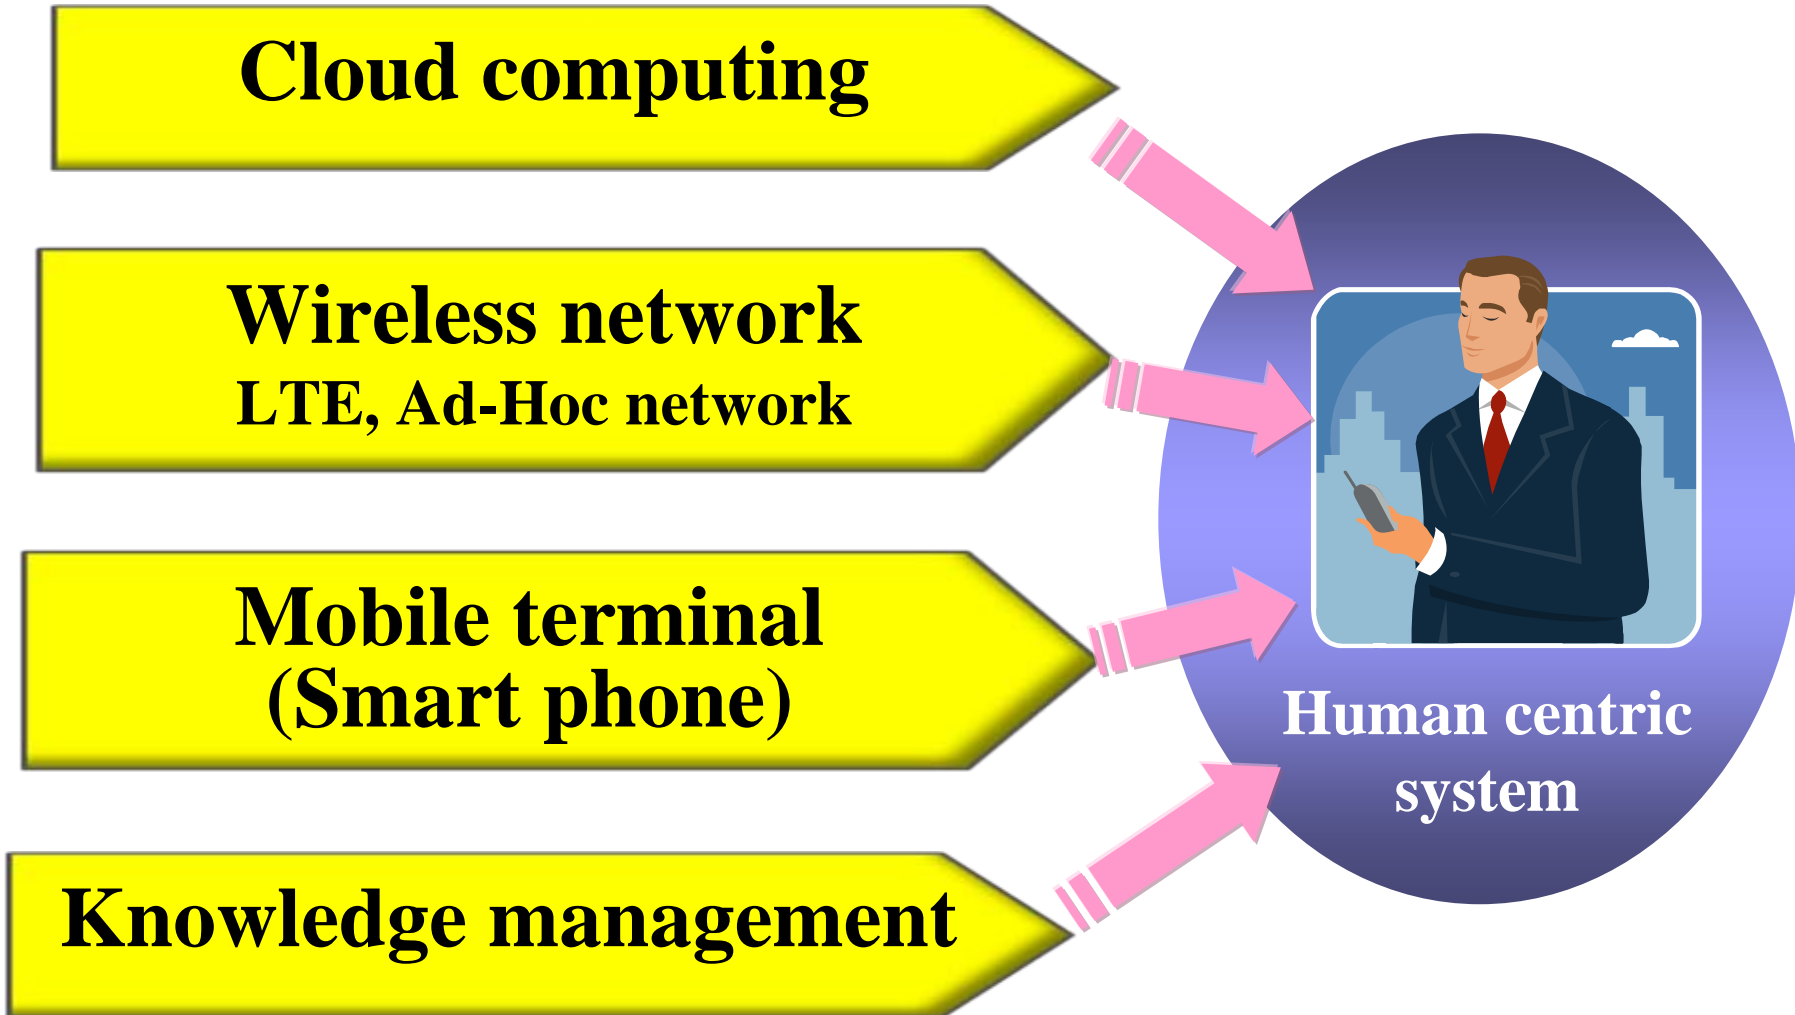 Cloud computing
Wireless network
LTE, Ad-Hoc network
Mobile terminal
(Smart phone)
Knowledge management
Human centric
system